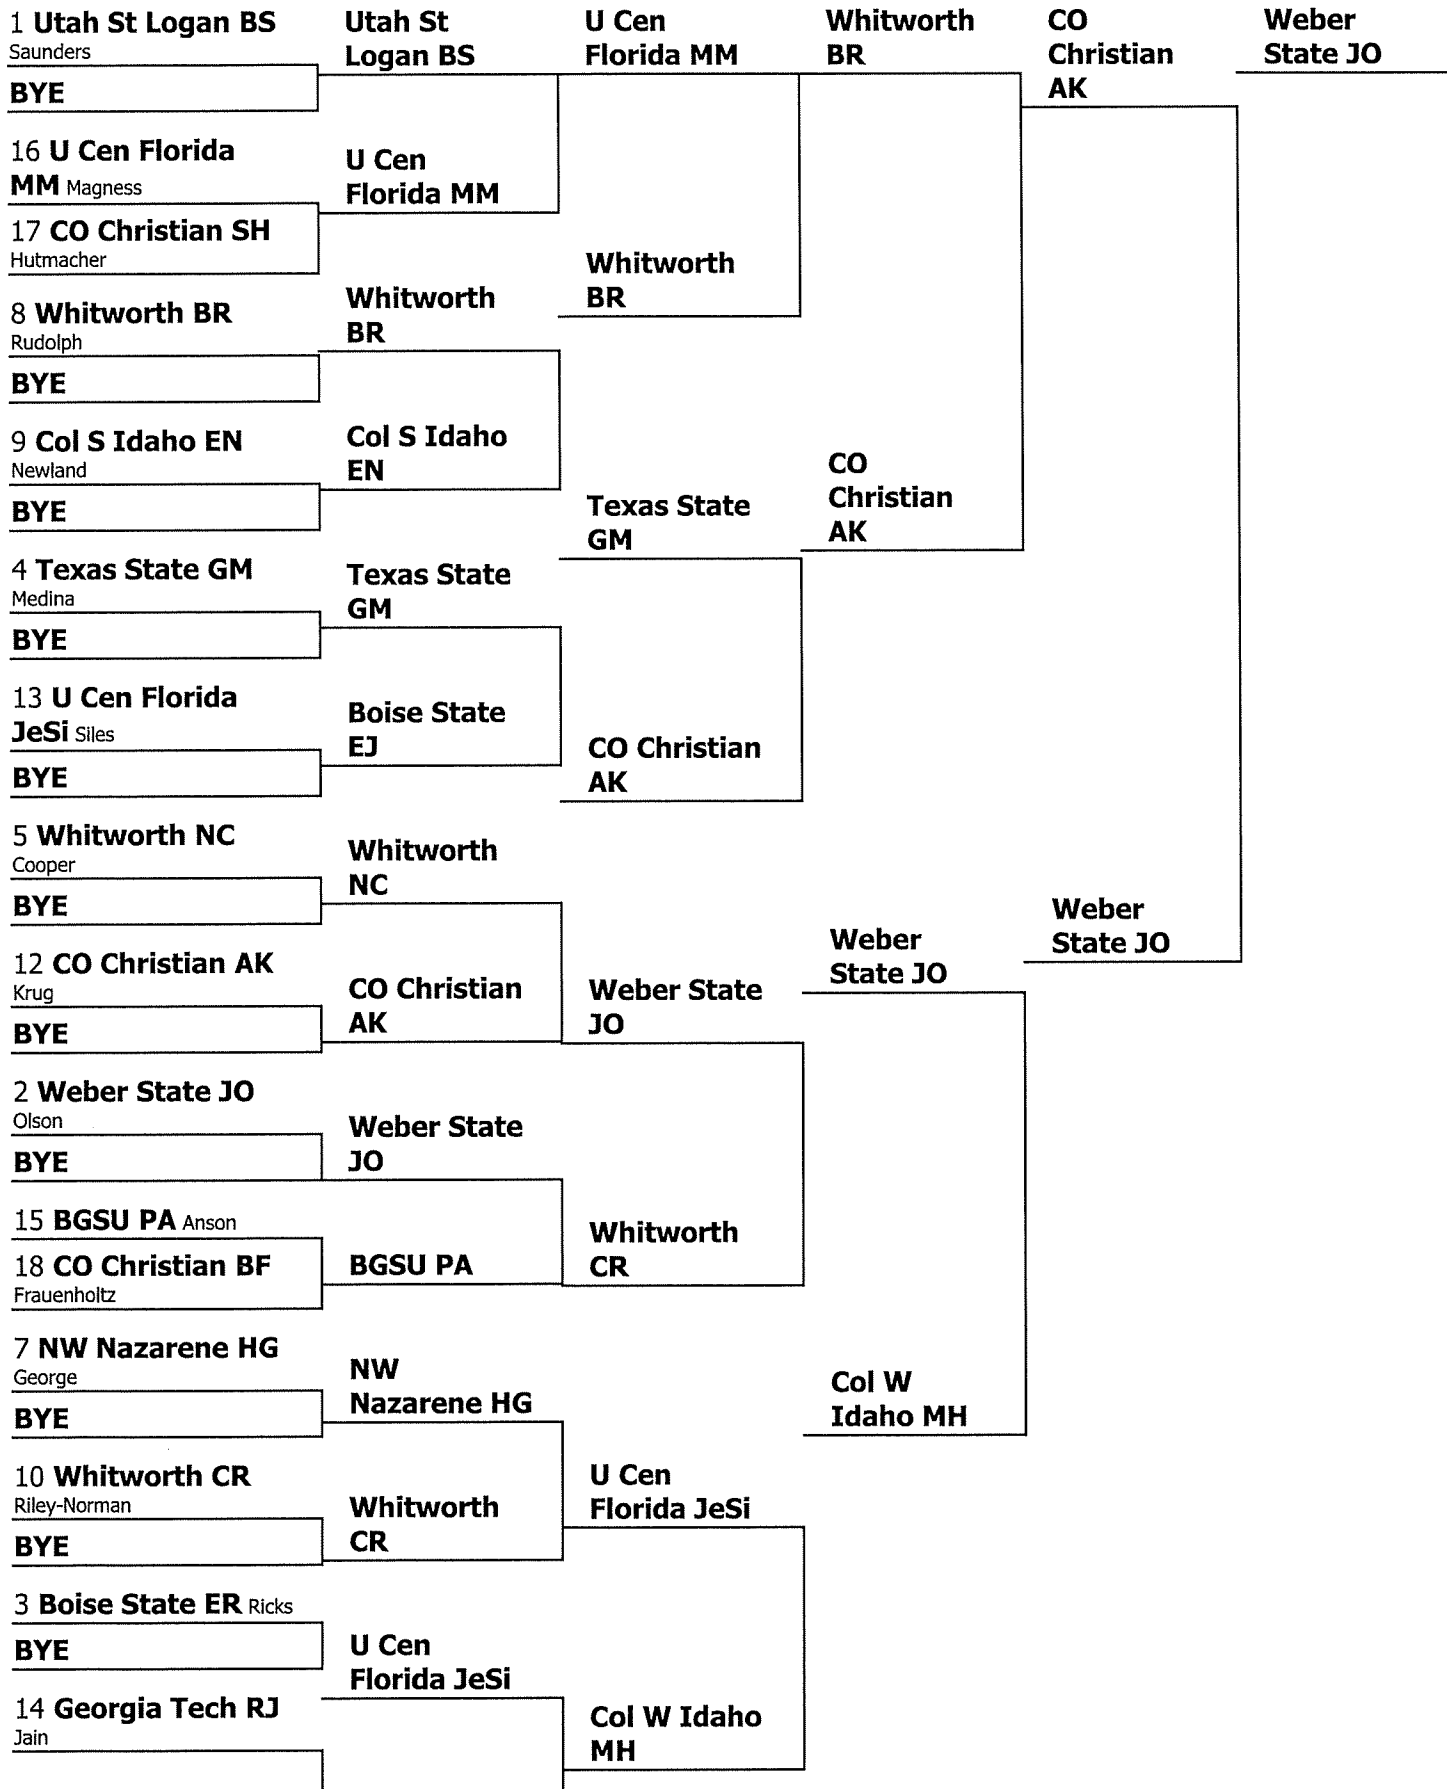 1 Utah St Logan BS
Saunders
BYE
16 U Cen Florida
MM Magness
17 CO Christian SH
Hutmacher
8 Whitworth BR
Rudolph
BYE
9 Col S Idaho EN
Newland
BYE
4 Texas State GM
Medina
BYE
13 U Cen Florida
JeSi Siles
BYE
5 Whitworth NC
Cooper
BYE
12 CO Christian AK
Krug
BYE
2 Weber State JO
Olson
BYE
15 BGSU PA Anson
18 CO Christian BF
Frauenholtz
7 NW Nazarene HG
George
BYE
10 Whitworth CR
Riley-Norman
BYE
3 Boise State ER Ricks
BYE
14 Georgia Tech RJ
Jain
Utah St
Logan BS
U Cen
Florida MM
Whitworth
BR
Col S Idaho
EN
Texas State
GM
Boise State
EJ
Whitworth
NC
CO Christian
AK
Weber State
JO
BGSU PA
NW
Nazarene HG
Whitworth
CR
U Cen
Florida JeSi
U Cen
Florida MM
Whitworth
BR
Texas State
GM
CO Christian
AK
Weber State
JO
Whitworth
CR
U Cen
Florida JeSi
Col W Idaho
MH
Whitworth
BR
CO
Christian
AK
Weber
State JO
Col W
Idaho MH
CO
Christian
AK
Weber
State JO
Weber
State JO